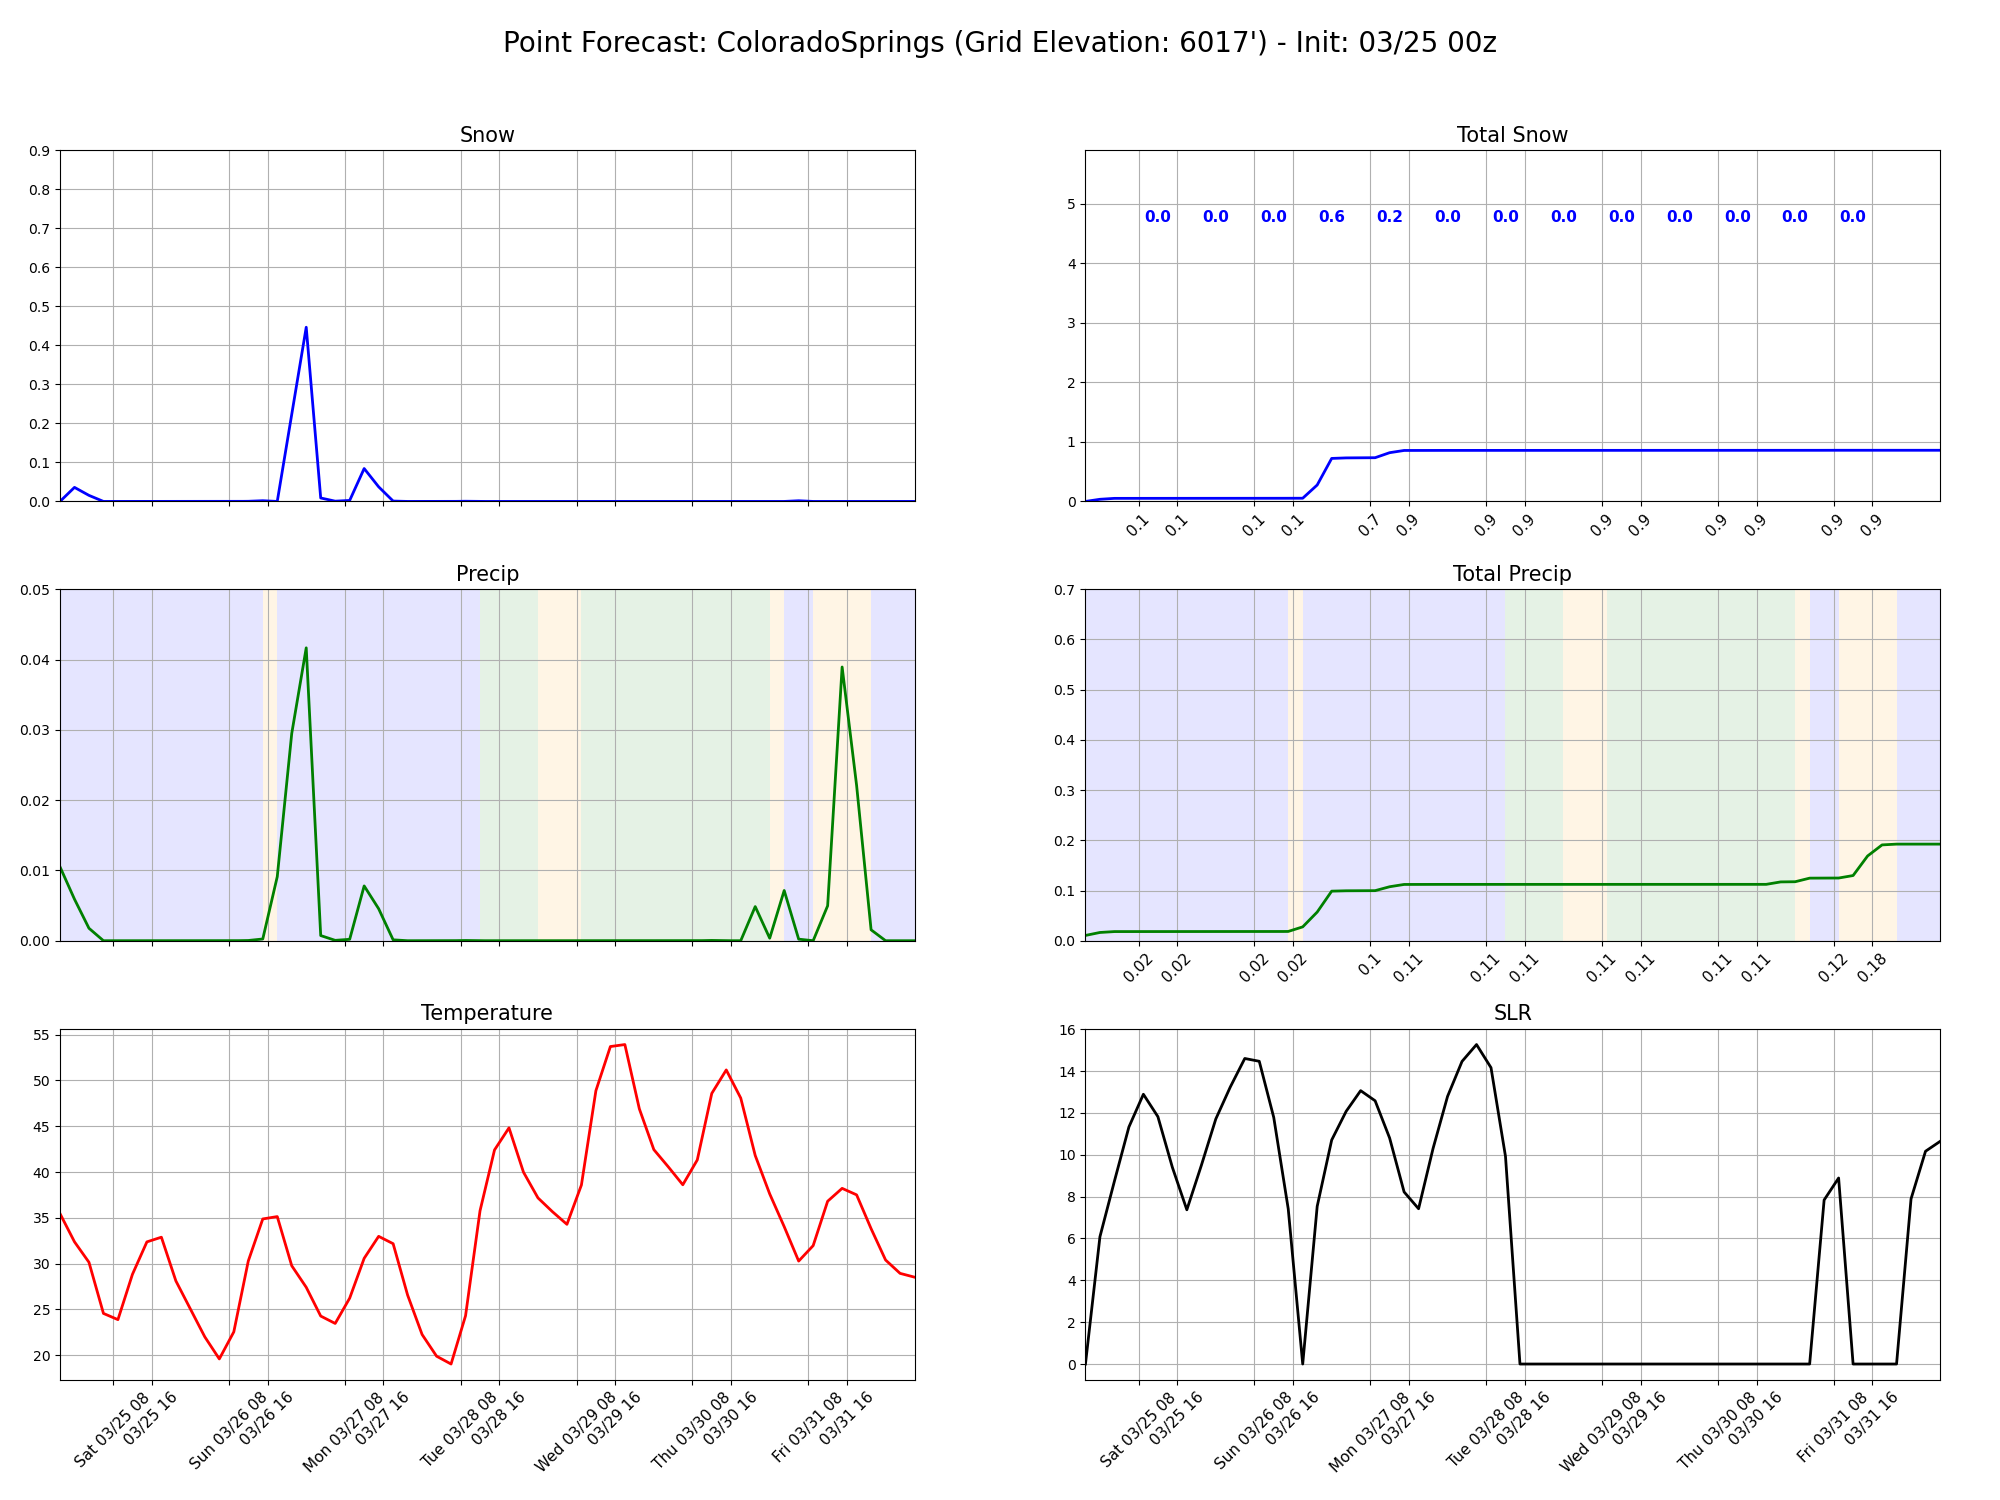 Point Forecast: ColoradoSprings (Grid Elevation: 6017') - Init: 03/25 00z
Snow
0.9
0.8
0.7
0.6
0.5
0.4
0.3
0.2
0.1
0.0
Total Snow
5
4
3
2
1
0
0.0 0.0 0.0 0.6 0.2 0.0 0.0 0.0 0.0 0.0 0.0 0.0 0.0
0.1 0.1 0.1 0.1 0.7 0.9 0.9 0.9 0.9 0.9 0.9 0.9 0.9 0.9
Precip
0.05
0.04
0.03
0.02
0.01
0.00
Total Precip
0.7
0.6
0.5
0.4
0.3
0.2
0.1
0.0
0.02 0.02 0.02 0.02 0.1 0.11 0.11 0.11 0.11 0.11 0.11 0.11 0.12 0.18
Temperature
55
50
45
40
35
30
25
20
Sat 03/25 08
03/25 16
Sun 03/26 08
03/26 16
Mon 03/27 08
03/27 16
Tue 03/28 08
03/28 16
Wed 03/29 08
03/29 16
Thu 03/30 08
03/30 16
Fri 03/31 08
03/31 16
SLR
16
14
12
10
8
6
4
2
0
Sat 03/25 08
03/25 16
Sun 03/26 08
03/26 16
Mon 03/27 08
03/27 16
Tue 03/28 08
03/28 16
Wed 03/29 08
03/29 16
Thu 03/30 08
03/30 16
Fri 03/31 08
03/31 16